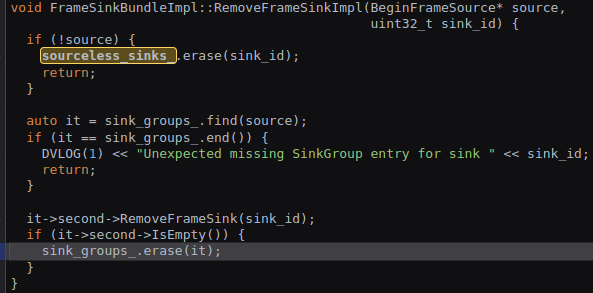 void FrameSinkBundleImpl::RemoveFrameSinkImpl(BeginFrameSource* source,
                                              uint32_t sink_id) {
  if (!source) {
    sourceless_sinks_.erase(sink_id);
    return;
  }

  auto it = sink_groups_.find(source);
  if (it == sink_groups_.end()) {
    DVLOG(1) << "Unexpected missing SinkGroup entry for sink " << sink_id;
    return;
  }

  it->second->RemoveFrameSink(sink_id);
  if (it->second->IsEmpty()) {
    sink_groups_.erase(it);
  }
}